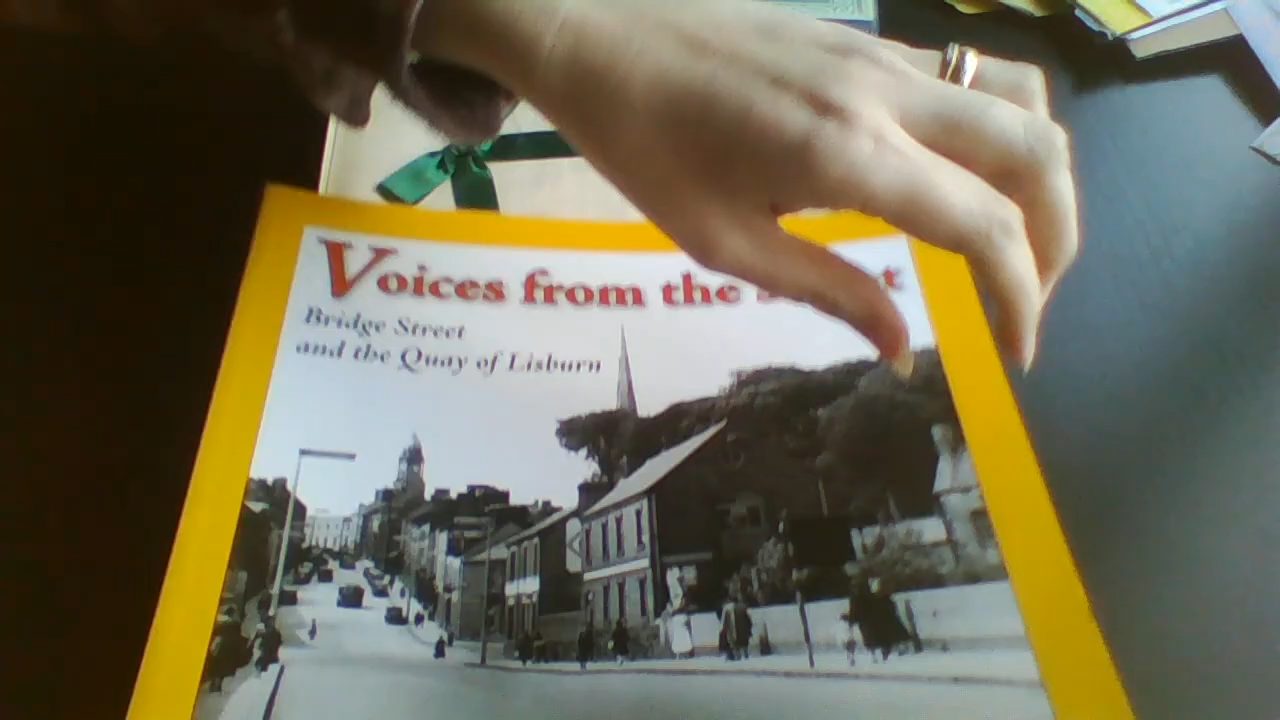 Voices from the
Bridge Street
and the Quay of Lisburn